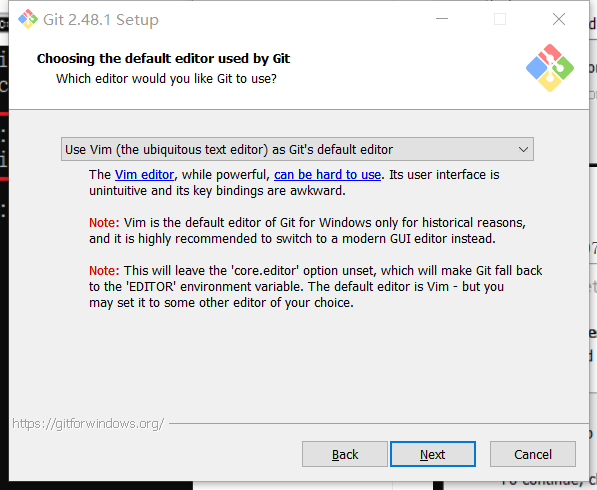 Git 2.48.1 Setup
Choosing the default editor used by Git
Which editor would you like Git to use?
Use Vim (the ubiquitous text editor) as Git's default editor
The Vim editor, while powerful, can be hard to use. Its user interface is
unintuitive and its key bindings are awkward.
Note: Vim is the default editor of Git for Windows only for historical reasons,
and it is highly recommended to switch to a modern GUI editor instead.
Note: This will leave the 'core.editor' option unset, which will make Git fall back
to the 'EDITOR' environment variable. The default editor is Vim - but you
may set it to some other editor of your choice.
https://gitforwindows.org/
Back
Next
Cancel